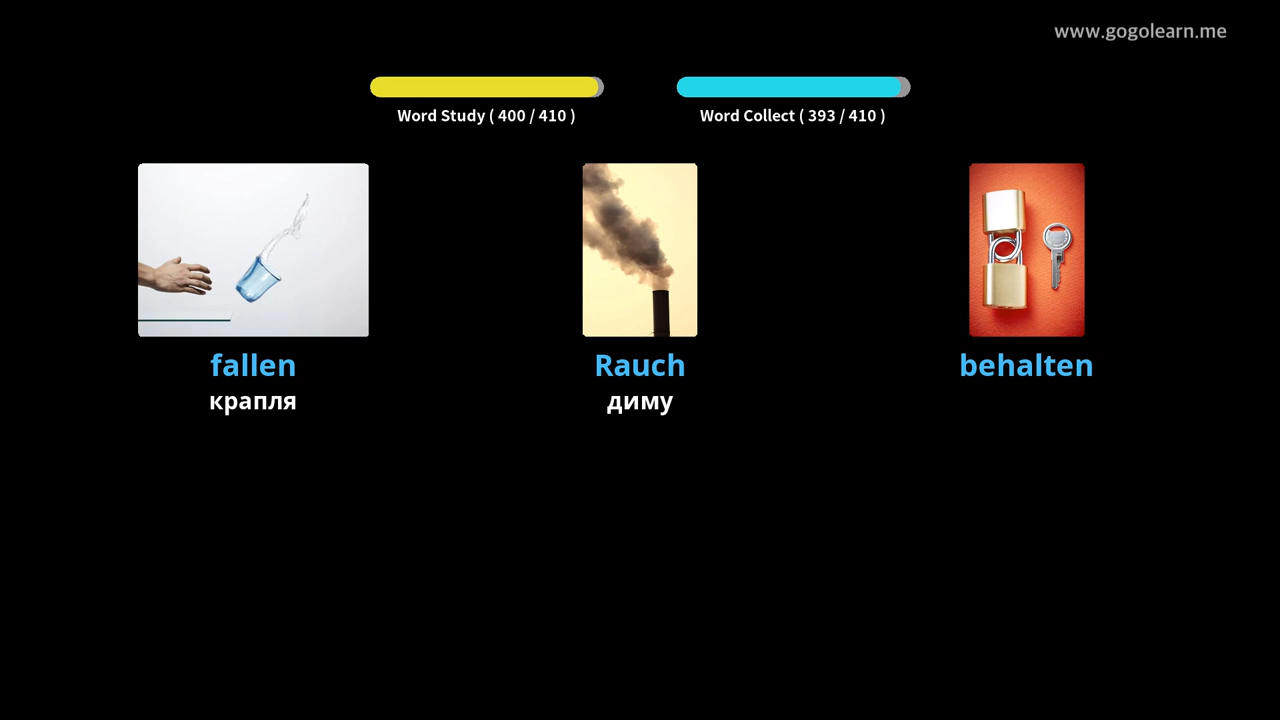 www.gogolearn.me
Word Study ( 400 / 410 )
Word Collect ( 393 / 410 )
fallen
Rauch
behalten
крапля
диму